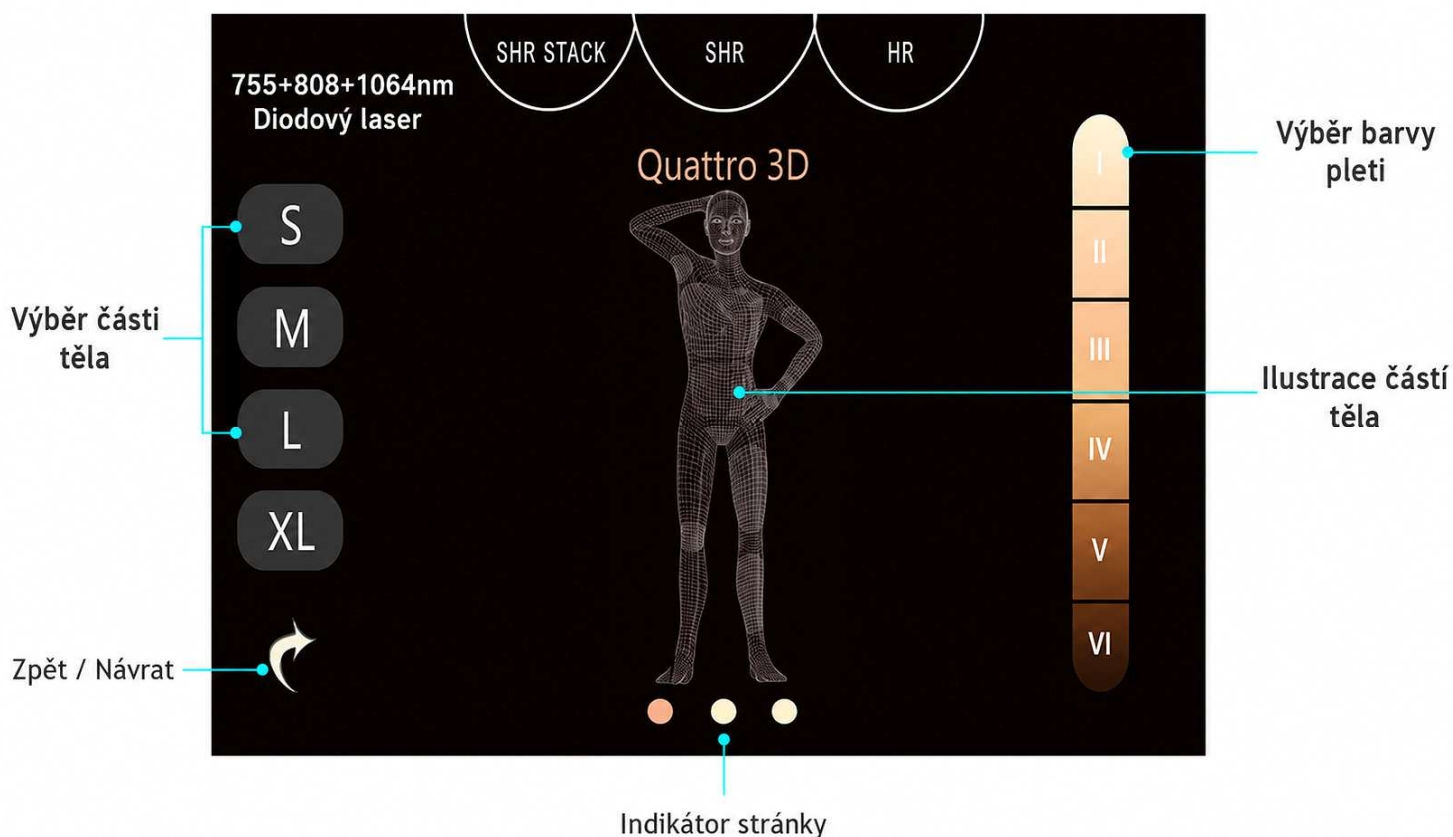 SHR STACK
SHR
HR
755+808+1064nm
Diodový laser
Quattro 3D
S
M
L
XL
Výběr části
těla
Zpět / Návrat
I
II
III
IV
V
VI
Výběr barvy
pleti
Ilustrace částí
těla
Indikátor stránky